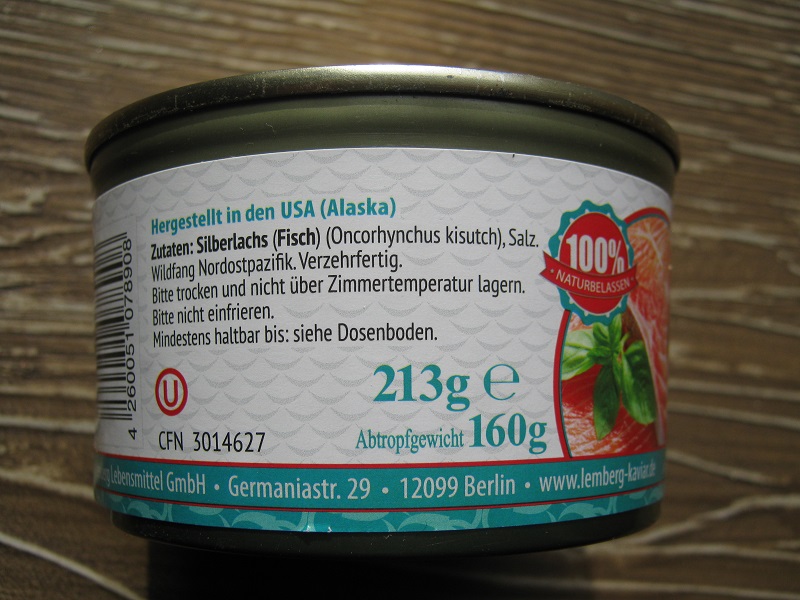 Hergestellt in den USA (Alaska)
Zutaten: Silberlachs (Fisch) (Oncorhynchus kisutch), Salz.
Wildfang Nordostpazifik. Verzehrfertig.
Bitte trocken und nicht über Zimmertemperatur lagern.
Bitte nicht einfrieren.
Mindestens haltbar bis: siehe Dosenboden.
100%
NATURBELASSEN
4 260051 078908
U
CFN 3014627
213g ℮
Abtropfgewicht 160g
Lebensmittel GmbH • Germaniastr. 29 • 12099 Berlin • www.lemberg-kaviar.de